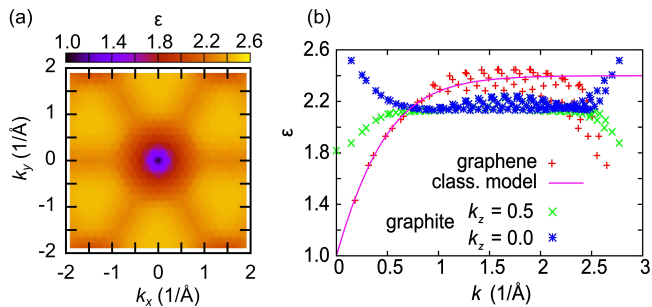 (a)
ε
1.0 1.4 1.8 2.2 2.6
2
1
0
-1
-2
k_y (1/Å)
-2 -1 0 1 2
k_x (1/Å)
(b)
2.6
2.2
1.8
1.4
1.0
ε
graphene +
class. model
graphite k_z = 0.5 ×
k_z = 0.0 ✱
0 0.5 1 1.5 2 2.5 3
k (1/Å)